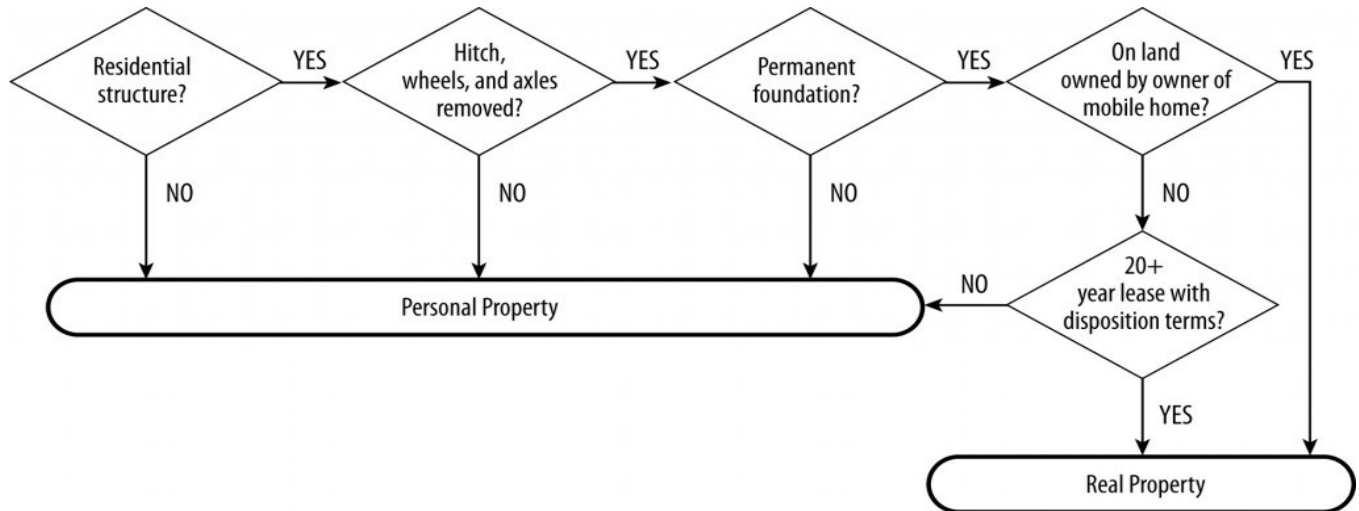 Residential
structure?
YES
Hitch,
wheels, and axles
removed?
YES
Permanent
foundation?
YES
On land
owned by owner of
mobile home?
YES
NO
NO
NO
NO
20+
year lease with
disposition terms?
NO
Personal Property
YES
Real Property